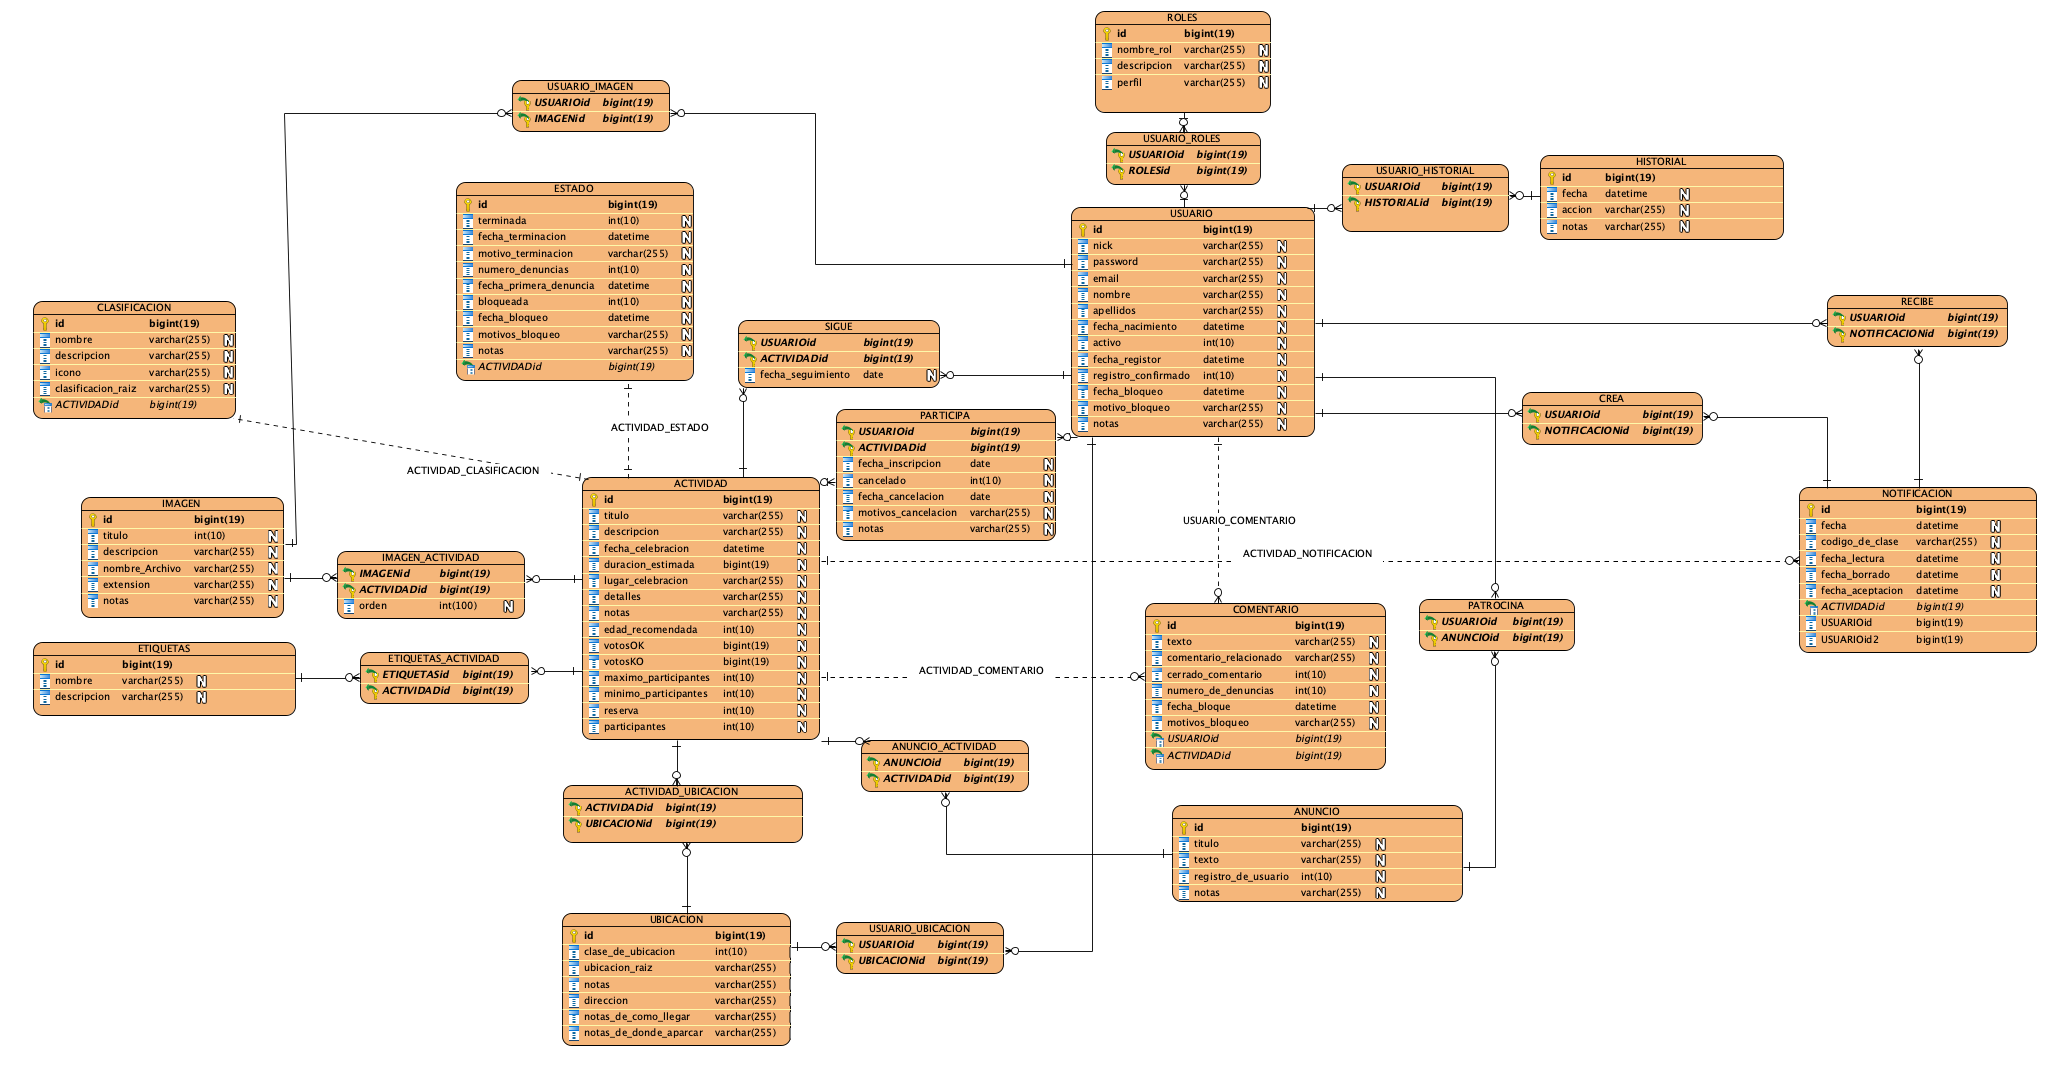 ROLES
id bigint(19)
nombre_rol varchar(255) N
descripcion varchar(255) N
perfil varchar(255) N
USUARIO_IMAGEN
USUARIOid bigint(19)
IMAGENid bigint(19)
USUARIO_ROLES
USUARIOid bigint(19)
ROLESid bigint(19)
USUARIO_HISTORIAL
USUARIOid bigint(19)
HISTORIALid bigint(19)
HISTORIAL
id bigint(19)
fecha datetime N
accion varchar(255) N
notas varchar(255) N
ESTADO
id bigint(19)
terminada int(10) N
fecha_terminacion datetime N
motivo_terminacion varchar(255) N
numero_denuncias int(10) N
fecha_primera_denuncia datetime N
bloqueada int(10) N
fecha_bloqueo datetime N
motivos_bloqueo varchar(255) N
notas varchar(255) N
ACTIVIDADid bigint(19)
USUARIO
id bigint(19)
nick varchar(255) N
password varchar(255) N
email varchar(255) N
nombre varchar(255) N
apellidos varchar(255) N
fecha_nacimiento datetime N
activo int(10) N
fecha_registor datetime N
registro_confirmado int(10) N
fecha_bloqueo datetime N
motivo_bloqueo varchar(255) N
notas varchar(255) N
CLASIFICACION
id bigint(19)
nombre varchar(255) N
descripcion varchar(255) N
icono varchar(255) N
clasificacion_raiz varchar(255) N
ACTIVIDADid bigint(19)
SIGUE
USUARIOid bigint(19)
ACTIVIDADid bigint(19)
fecha_seguimiento date N
RECIBE
USUARIOid bigint(19)
NOTIFICACIONid bigint(19)
CREA
USUARIOid bigint(19)
NOTIFICACIONid bigint(19)
PARTICIPA
USUARIOid bigint(19)
ACTIVIDADid bigint(19)
fecha_inscripcion date N
cancelado int(10) N
fecha_cancelacion date N
motivos_cancelacion varchar(255) N
notas varchar(255) N
ACTIVIDAD_ESTADO
ACTIVIDAD_CLASIFICACION
USUARIO_COMENTARIO
ACTIVIDAD_NOTIFICACION
ACTIVIDAD_COMENTARIO
ACTIVIDAD
id bigint(19)
titulo varchar(255) N
descripcion varchar(255) N
fecha_celebracion datetime N
duracion_estimada bigint(19) N
lugar_celebracion varchar(255) N
detalles varchar(255) N
notas varchar(255) N
edad_recomendada int(10) N
votosOK bigint(19) N
votosKO bigint(19) N
maximo_participantes int(10) N
minimo_participantes int(10) N
reserva int(10) N
participantes int(10) N
IMAGEN
id bigint(19)
titulo int(10) N
descripcion varchar(255) N
nombre_Archivo varchar(255) N
extension varchar(255) N
notas varchar(255) N
IMAGEN_ACTIVIDAD
IMAGENid bigint(19)
ACTIVIDADid bigint(19)
orden int(100) N
NOTIFICACION
id bigint(19)
fecha datetime N
codigo_de_clase varchar(255) N
fecha_lectura datetime N
fecha_borrado datetime N
fecha_aceptacion datetime N
ACTIVIDADid bigint(19)
USUARIOid bigint(19)
USUARIOid2 bigint(19)
ETIQUETAS
id bigint(19)
nombre varchar(255) N
descripcion varchar(255) N
ETIQUETAS_ACTIVIDAD
ETIQUETASid bigint(19)
ACTIVIDADid bigint(19)
COMENTARIO
id bigint(19)
texto varchar(255) N
comentario_relacionado varchar(255) N
cerrado_comentario int(10) N
numero_de_denuncias int(10) N
fecha_bloque datetime N
motivos_bloqueo varchar(255) N
USUARIOid bigint(19)
ACTIVIDADid bigint(19)
PATROCINA
USUARIOid bigint(19)
ANUNCIOid bigint(19)
ANUNCIO_ACTIVIDAD
ANUNCIOid bigint(19)
ACTIVIDADid bigint(19)
ACTIVIDAD_UBICACION
ACTIVIDADid bigint(19)
UBICACIONid bigint(19)
ANUNCIO
id bigint(19)
titulo varchar(255) N
texto varchar(255) N
registro_de_usuario int(10) N
notas varchar(255) N
UBICACION
id bigint(19)
clase_de_ubicacion int(10)
ubicacion_raiz varchar(255)
notas varchar(255)
direccion varchar(255)
notas_de_como_llegar varchar(255)
notas_de_donde_aparcar varchar(255)
USUARIO_UBICACION
USUARIOid bigint(19)
UBICACIONid bigint(19)